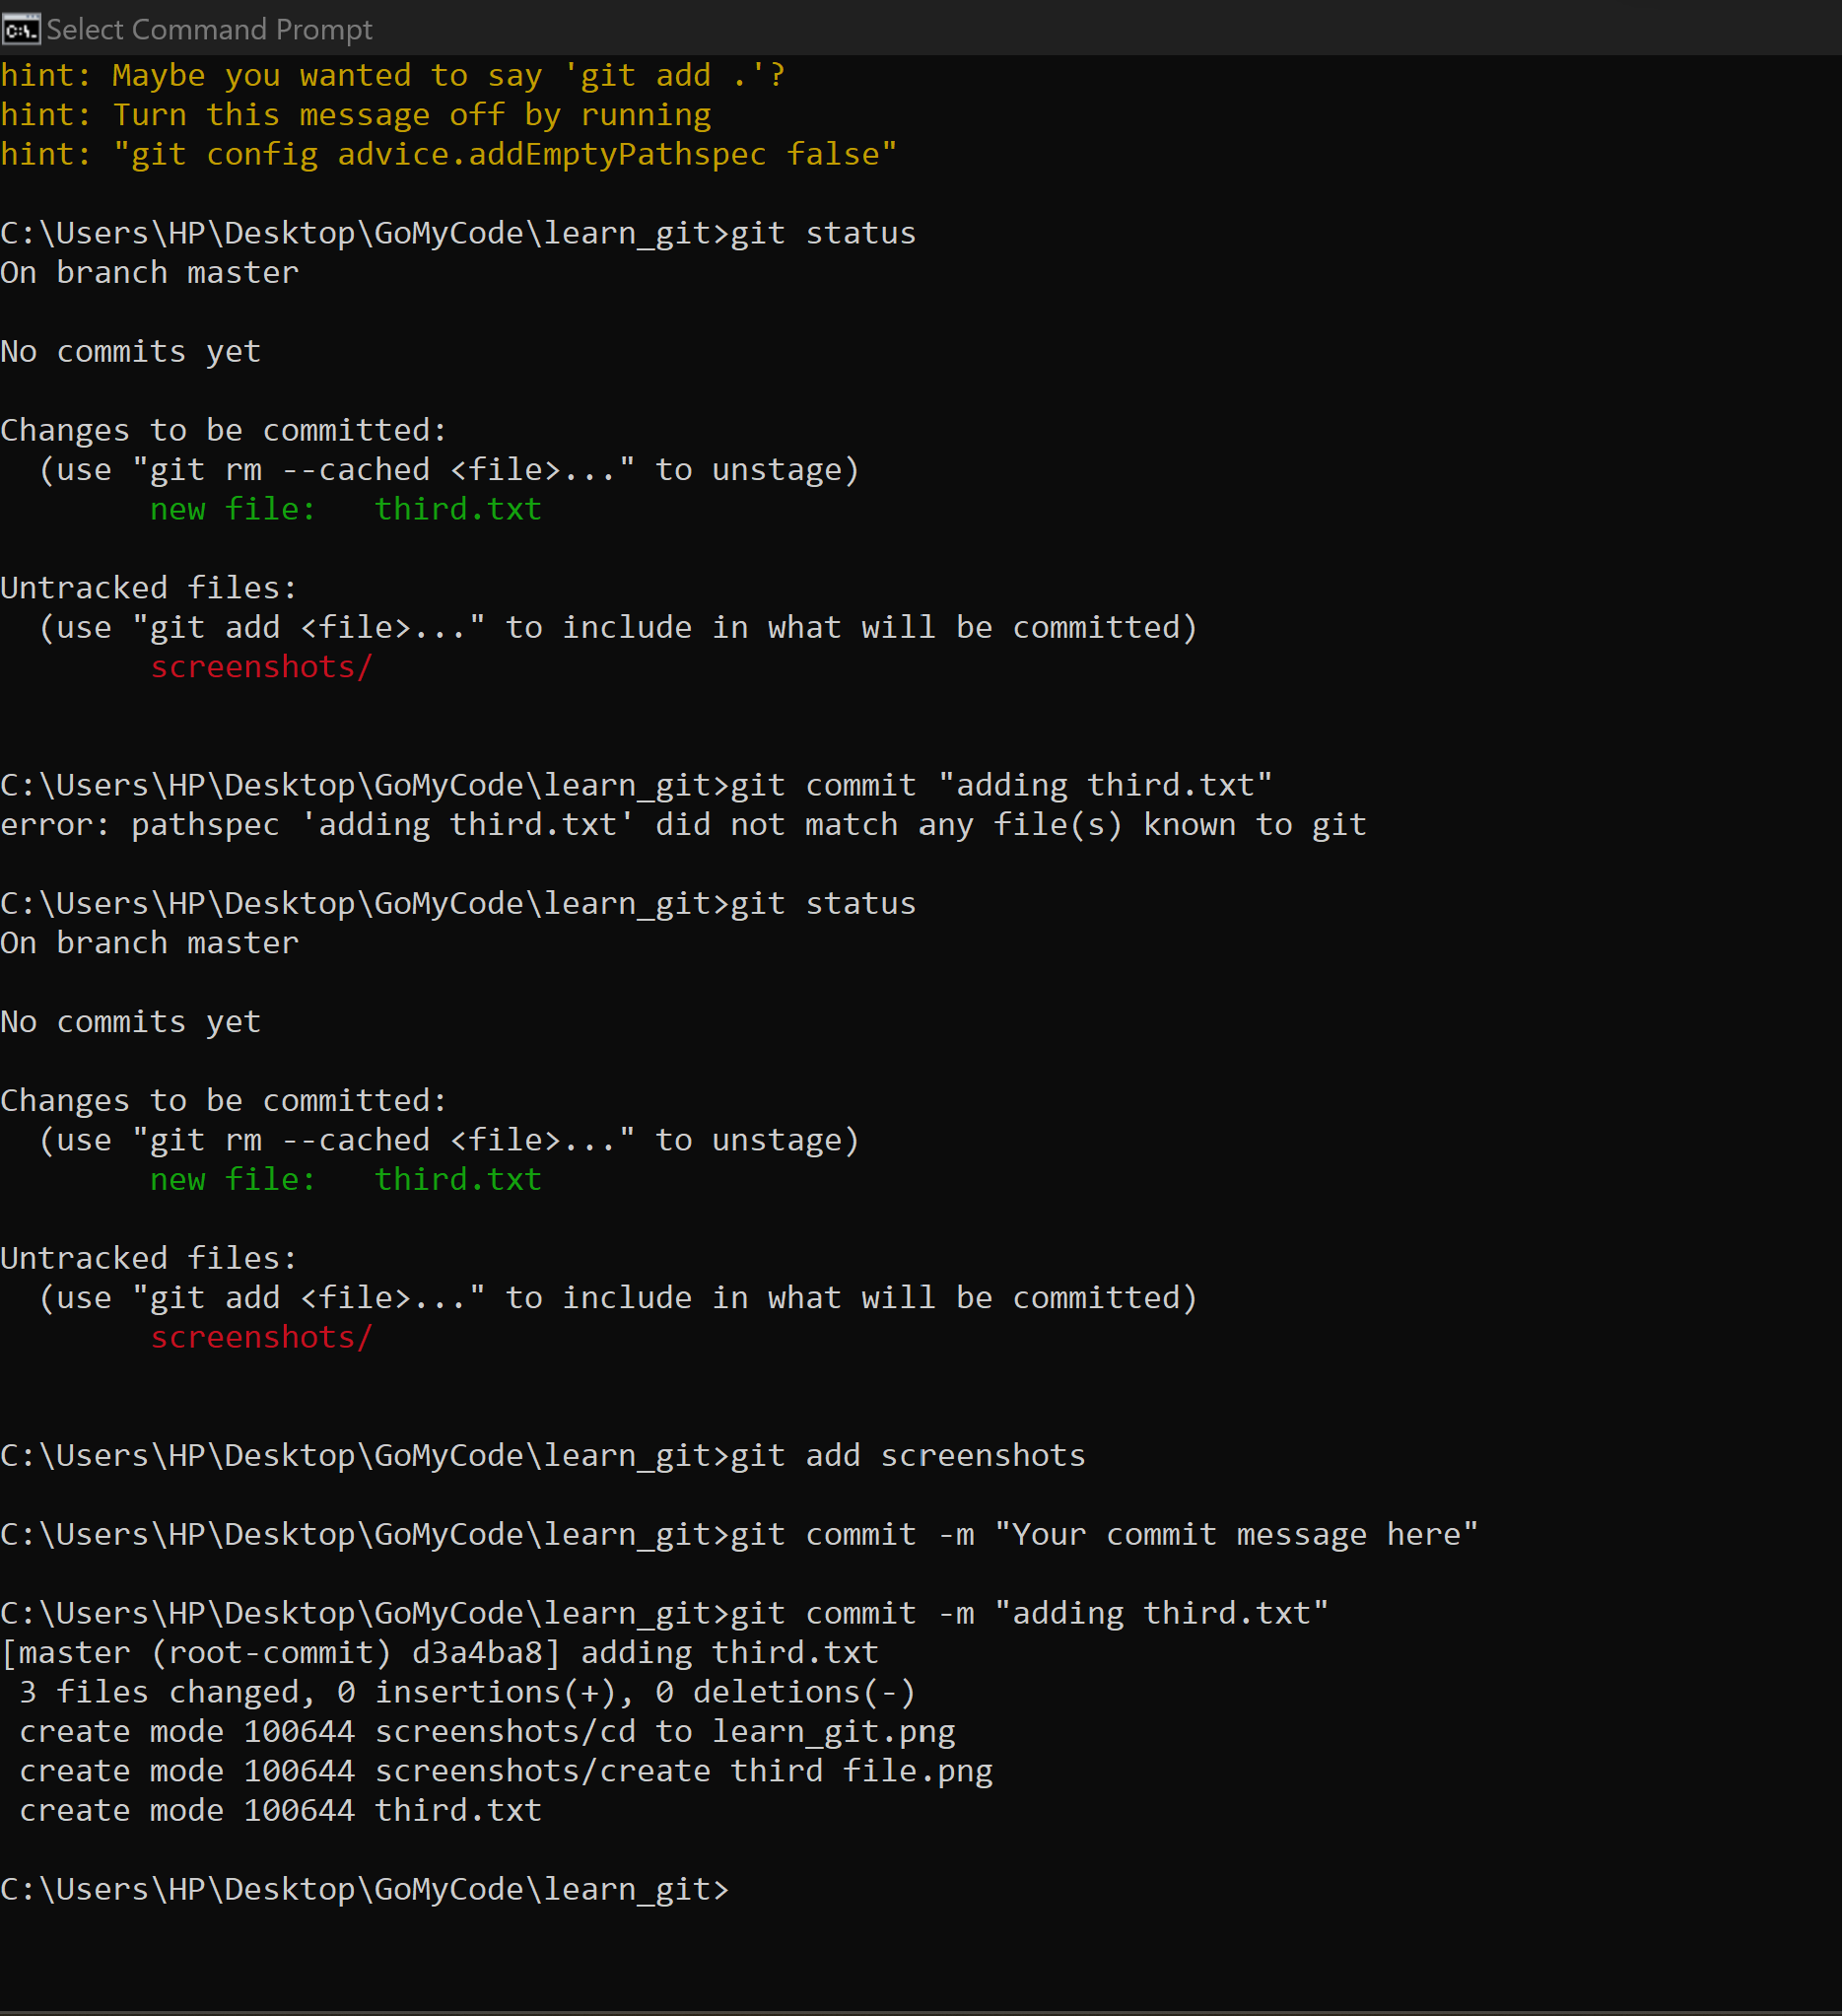 Select Command Prompt
hint: Maybe you wanted to say 'git add .'?
hint: Turn this message off by running
hint: "git config advice.addEmptyPathspec false"
C:\Users\HP\Desktop\GoMyCode\learn_git>git status
On branch master
No commits yet
Changes to be committed:
  (use "git rm --cached <file>..." to unstage)
        new file:   third.txt
Untracked files:
  (use "git add <file>..." to include in what will be committed)
        screenshots/
C:\Users\HP\Desktop\GoMyCode\learn_git>git commit "adding third.txt"
error: pathspec 'adding third.txt' did not match any file(s) known to git
C:\Users\HP\Desktop\GoMyCode\learn_git>git status
On branch master
No commits yet
Changes to be committed:
  (use "git rm --cached <file>..." to unstage)
        new file:   third.txt
Untracked files:
  (use "git add <file>..." to include in what will be committed)
        screenshots/
C:\Users\HP\Desktop\GoMyCode\learn_git>git add screenshots
C:\Users\HP\Desktop\GoMyCode\learn_git>git commit -m "Your commit message here"
C:\Users\HP\Desktop\GoMyCode\learn_git>git commit -m "adding third.txt"
[master (root-commit) d3a4ba8] adding third.txt
 3 files changed, 0 insertions(+), 0 deletions(-)
 create mode 100644 screenshots/cd to learn_git.png
 create mode 100644 screenshots/create third file.png
 create mode 100644 third.txt
C:\Users\HP\Desktop\GoMyCode\learn_git>